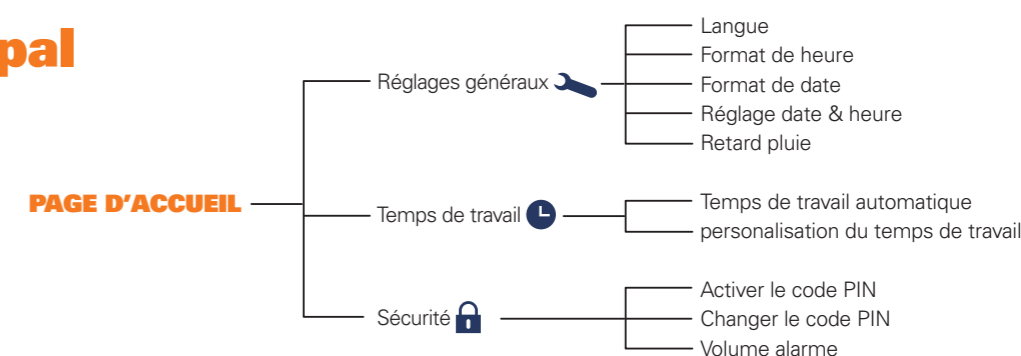 pal
PAGE D'ACCUEIL
Réglages généraux
Langue
Format de heure
Format de date
Réglage date & heure
Retard pluie
Temps de travail
Temps de travail automatique
personalisation du temps de travail
Sécurité
Activer le code PIN
Changer le code PIN
Volume alarme